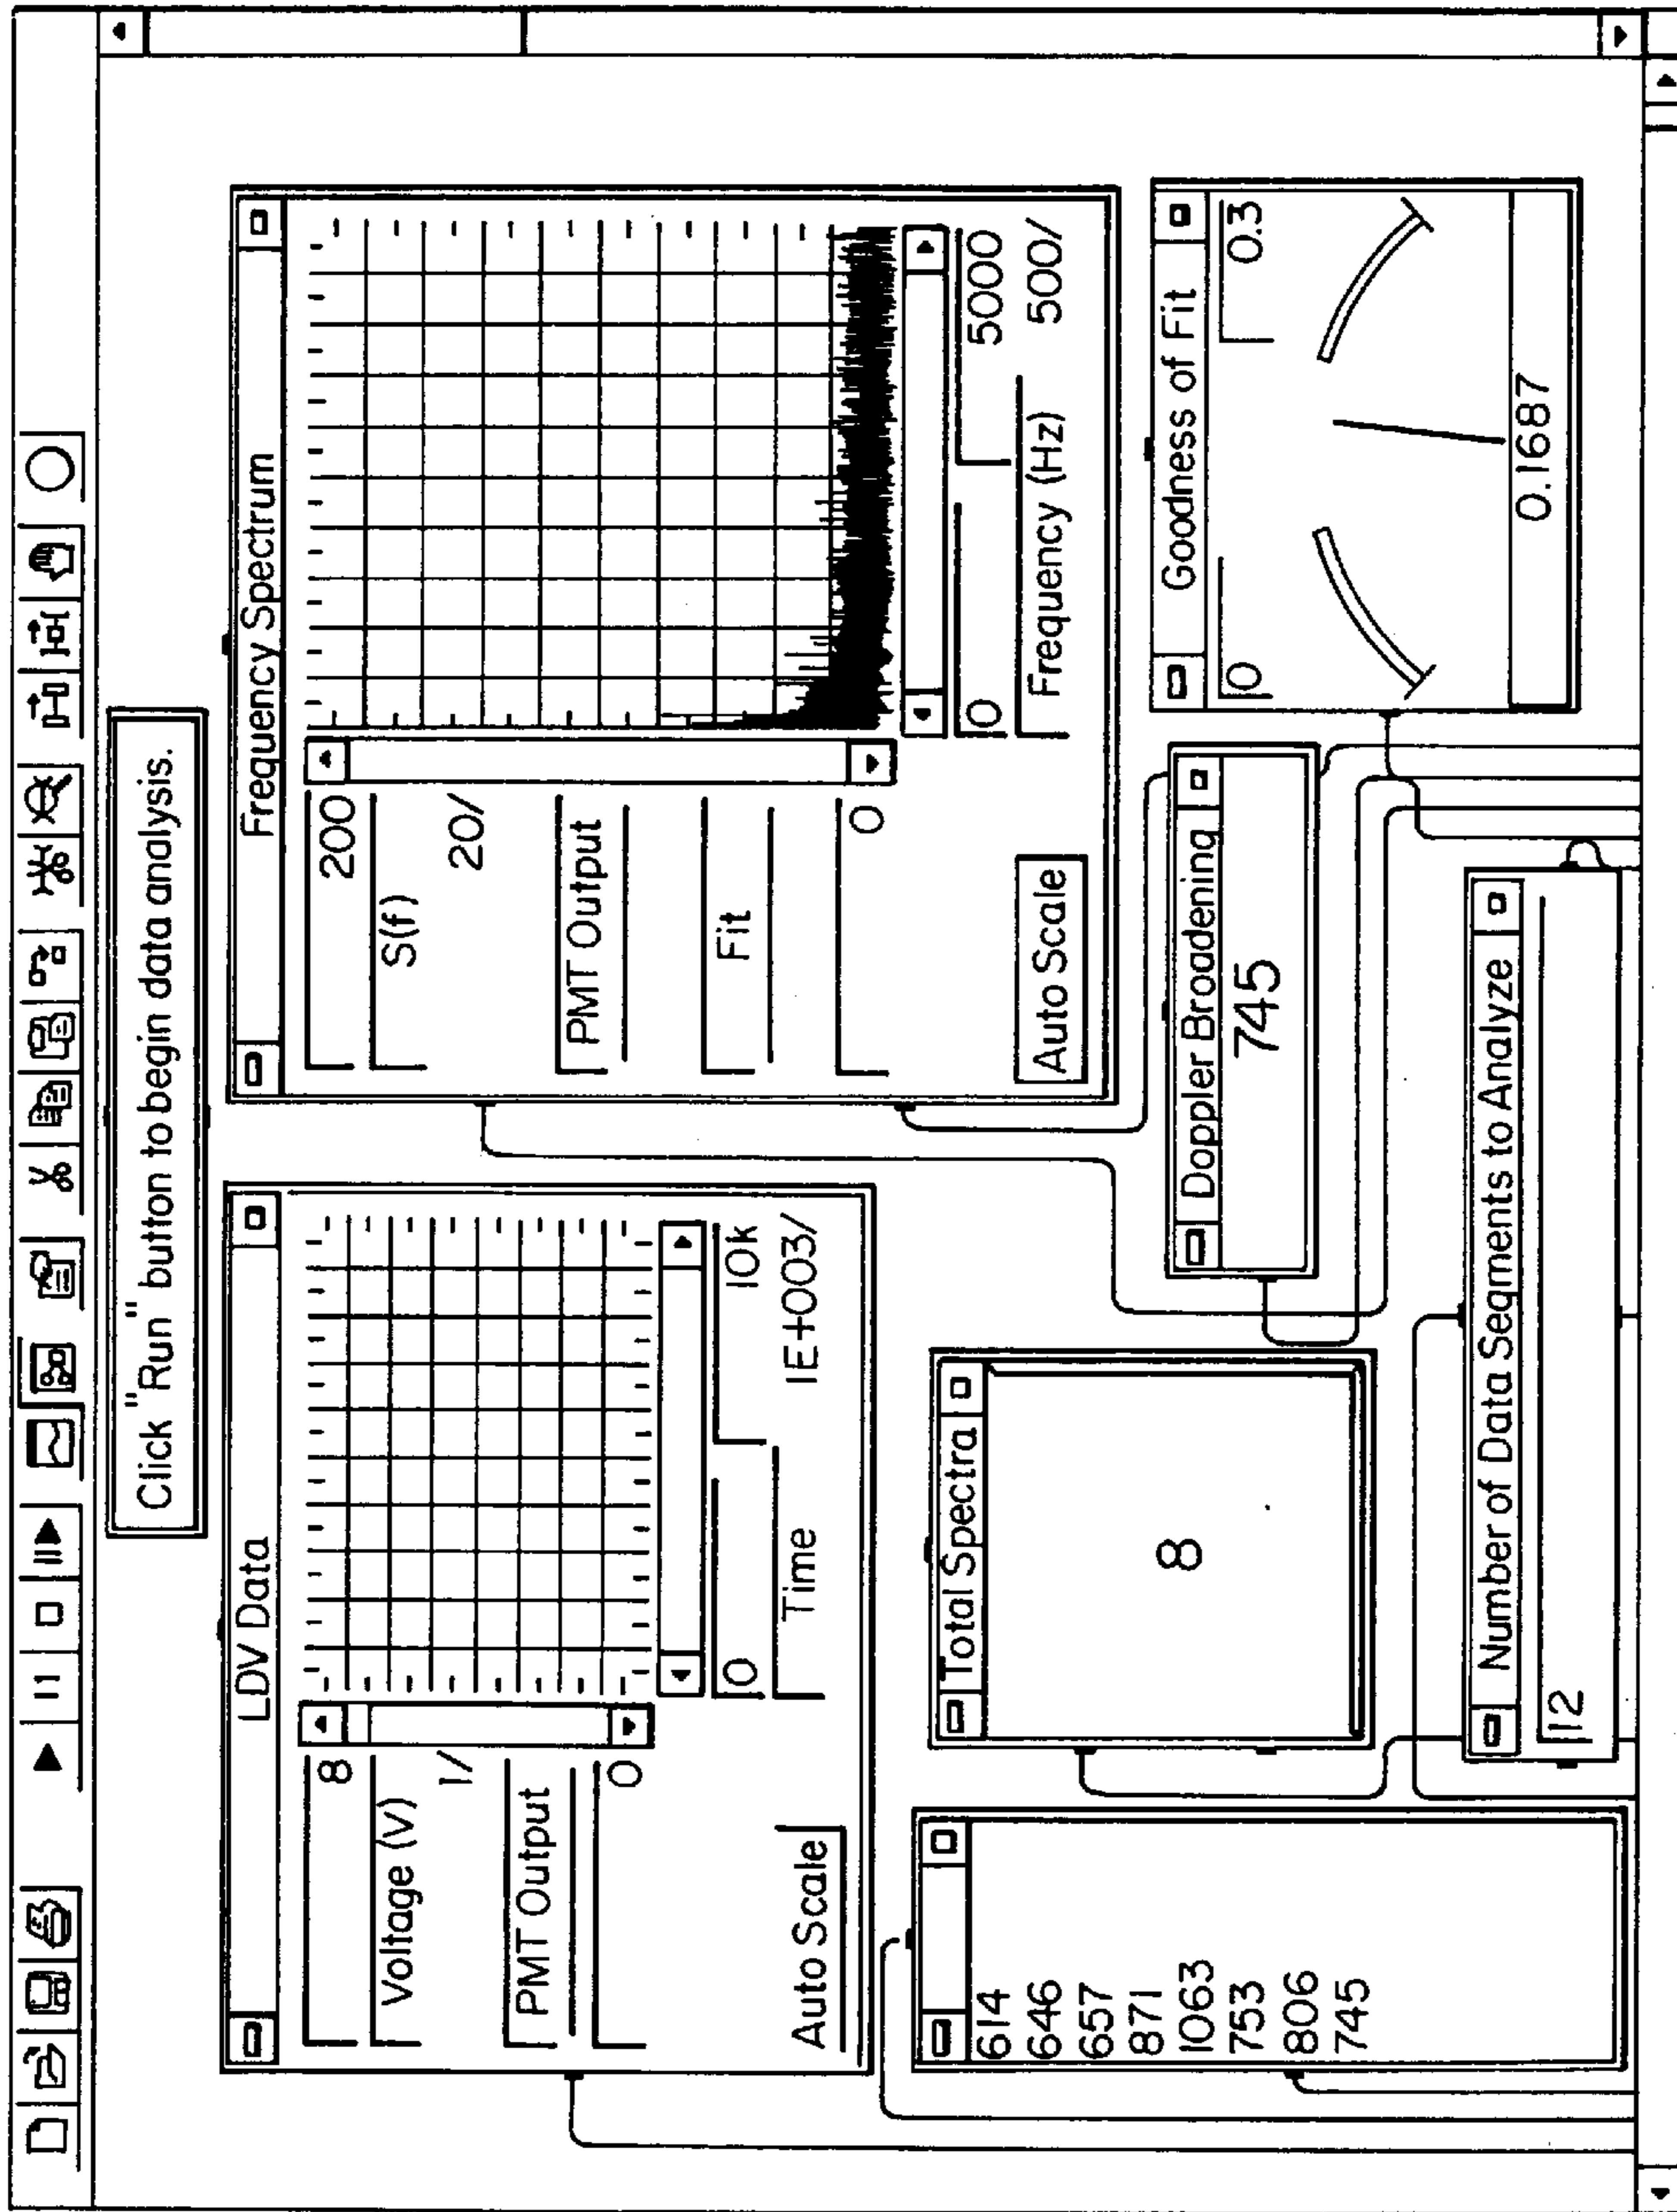 Click "Run" button to begin data analysis.
LDV Data
8
Voltage (V)
1/
PMT Output
0
Auto Scale
0
10k
Time
1E+003/
Frequency Spectrum
200
S(f)
20/
PMT Output
Fit
0
Auto Scale
0
5000
Frequency (Hz)
500/
614
646
657
871
1063
753
806
745
Total Spectra
8
Doppler Broadening
745
Goodness of Fit
0
0.3
0.1687
Number of Data Segments to Analyze
12